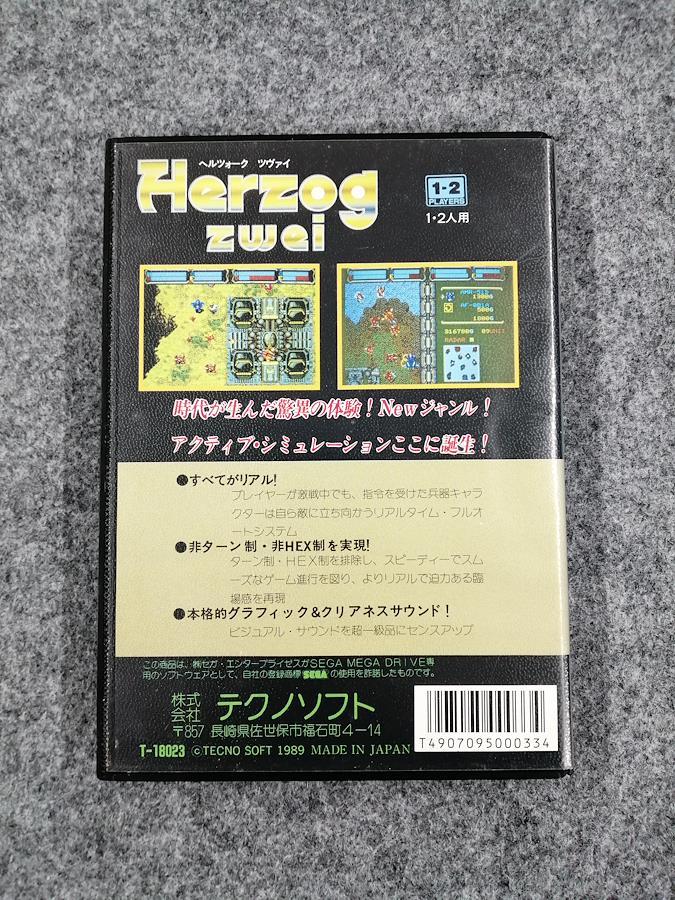 ヘルツォーク ツヴァイ
Herzog
zwei
1-2
PLAYERS
1・2人用
AMR-51D
1300G
AF-001A
500G
1800G
31678DG 09UNIT
RADAR
時代が生んだ驚異の体験！Newジャンル！
アクティブ・シミュレーションここに誕生！
●すべてがリアル！
プレイヤーが激戦中でも、指令を受けた兵器キャラ
クターは自ら敵に立ち向かうリアルタイム・フルオ
ートシステム
●非ターン制・非HEX制を実現！
ターン制・HEX制を排除し、スピーディーでスム
ーズなゲーム進行を図り、よりリアルで迫力ある臨
場感を再現
●本格的グラフィック&クリアネスサウンド！
ビジュアル・サウンドを超一級品にセンスアップ
この商品は、㈱セガ・エンタープライゼスがSEGA MEGA DRIVE専
用のソフトウェアとして、自社の登録商標 SEGA の使用を許諾したものです。
株式会社 テクノソフト
〒857 長崎県佐世保市福石町4-14
T-18023 ©TECNO SOFT 1989 MADE IN JAPAN
T4907095000334